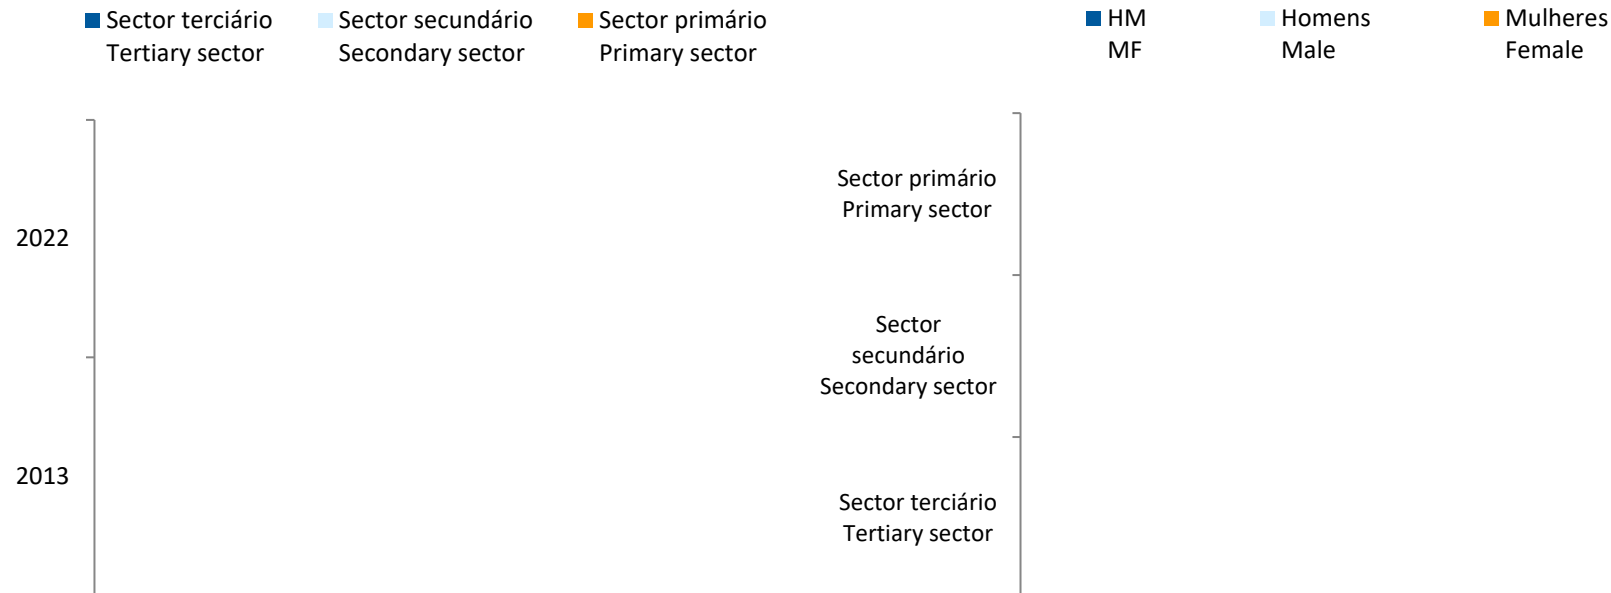 Sector terciário
Tertiary sector
Sector secundário
Secondary sector
Sector primário
Primary sector
2022
2013
HM
MF
Homens
Male
Mulheres
Female
Sector primário
Primary sector
Sector
secundário
Secondary sector
Sector terciário
Tertiary sector